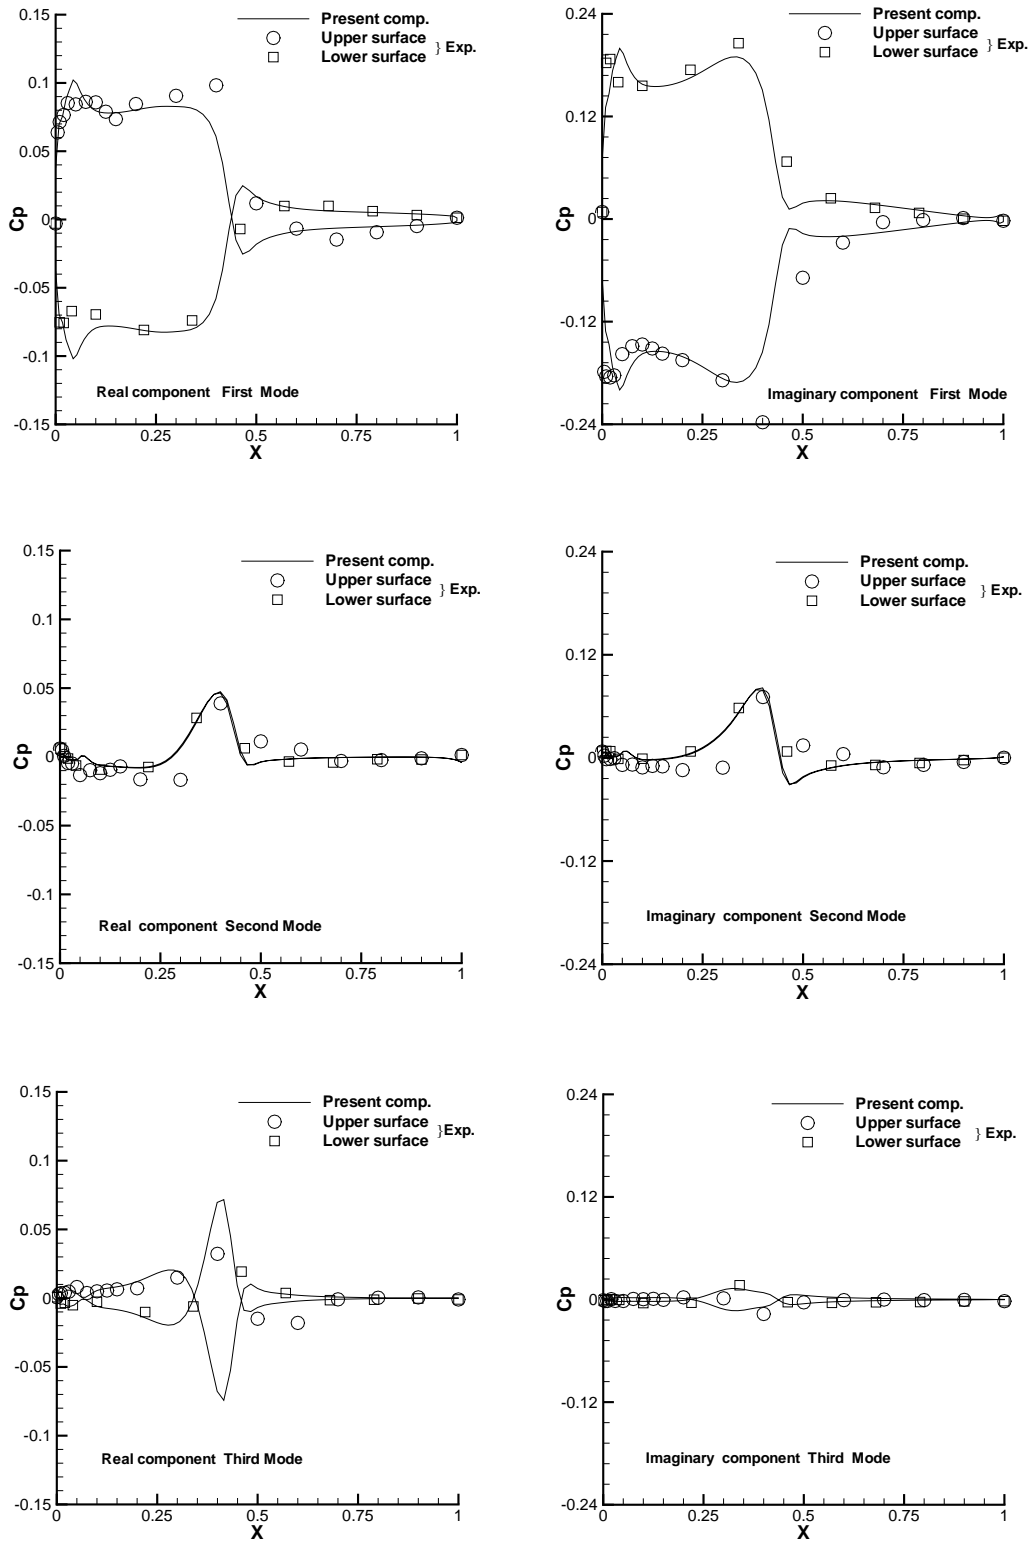 0.15
0.1
0.05
0
-0.05
-0.1
-0.15
Cp
Present comp.
Upper surface
Lower surface
} Exp.
Real component First Mode
0 0.25 0.5 0.75 1
X
0.24
0.12
0
-0.12
-0.24
Cp
Present comp.
Upper surface
Lower surface
} Exp.
Imaginary component First Mode
0 0.25 0.5 0.75 1
X
0.15
0.1
0.05
0
-0.05
-0.1
-0.15
Cp
Present comp.
Upper surface
Lower surface
} Exp.
Real component Second Mode
0 0.25 0.5 0.75 1
X
0.24
0.12
0
-0.12
-0.24
Cp
Present comp.
Upper surface
Lower surface
} Exp.
Imaginary component Second Mode
0 0.25 0.5 0.75 1
X
0.15
0.1
0.05
0
-0.05
-0.1
-0.15
Cp
Present comp.
Upper surface
Lower surface
}Exp.
Real component Third Mode
0 0.25 0.5 0.75 1
X
0.24
0.12
0
-0.12
-0.24
Cp
Present comp.
Upper surface
Lower surface
} Exp.
Imaginary component Third Mode
0 0.25 0.5 0.75 1
X